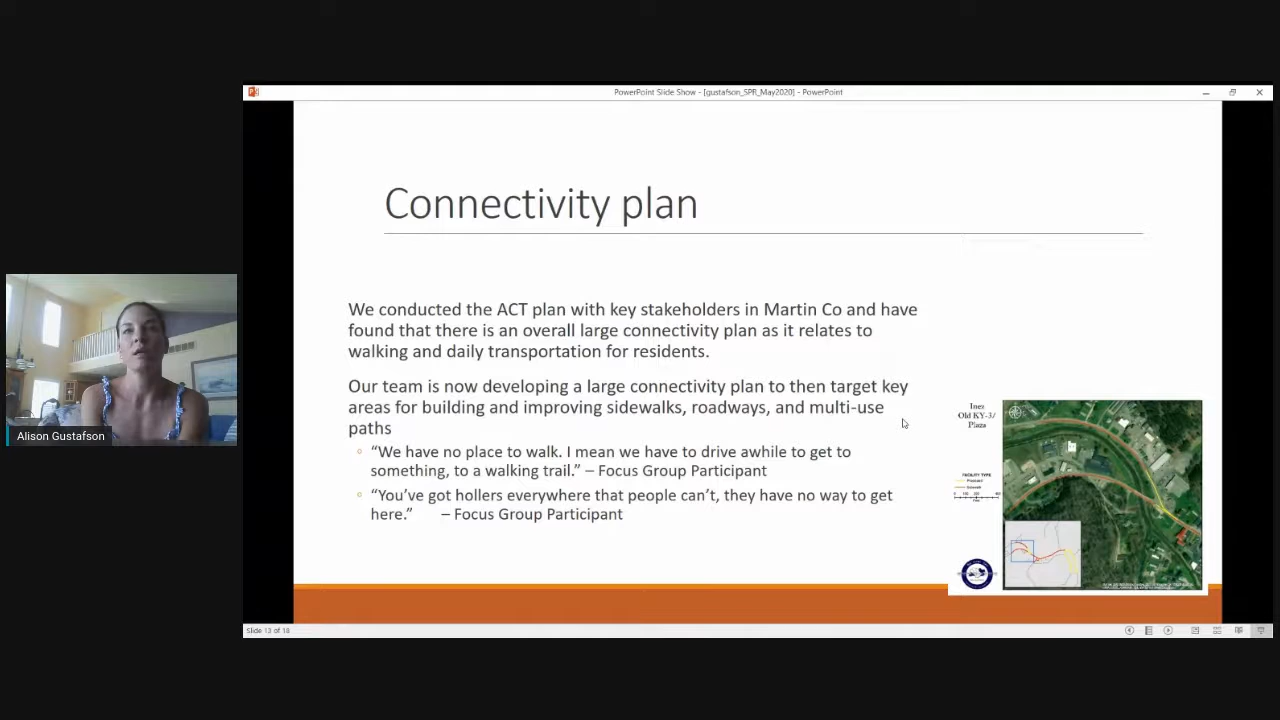 PowerPoint Slide Show - [gustafson_SPR_May2020] - PowerPoint
Connectivity plan
We conducted the ACT plan with key stakeholders in Martin Co and have
found that there is an overall large connectivity plan as it relates to
walking and daily transportation for residents.
Our team is now developing a large connectivity plan to then target key
areas for building and improving sidewalks, roadways, and multi-use
paths
“We have no place to walk. I mean we have to drive awhile to get to
something, to a walking trail.” – Focus Group Participant
“You’ve got hollers everywhere that people can’t, they have no way to get
here.” – Focus Group Participant
Inez
Old KY-3/
Plaza
FACILITY TYPE
Alison Gustafson
Slide 13 of 18